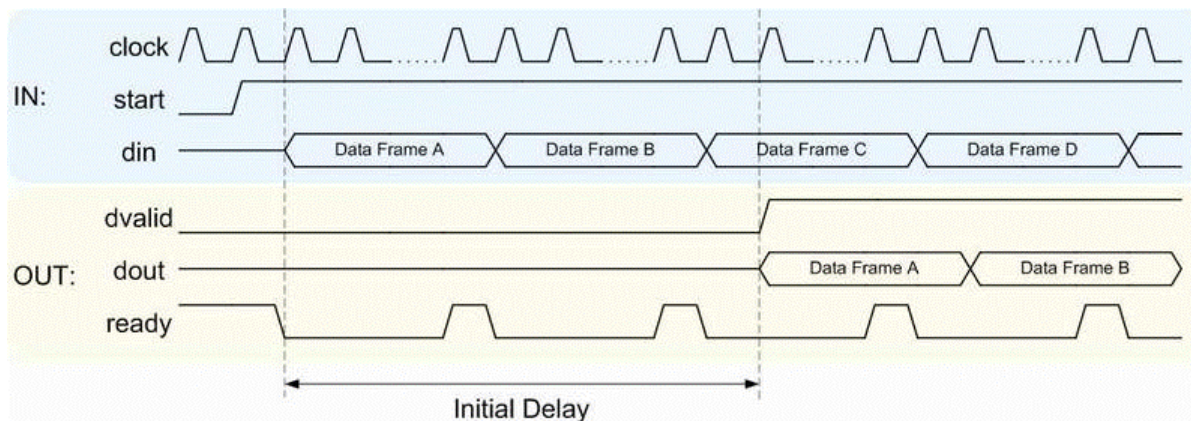 clock
IN:
start
din
Data Frame A
Data Frame B
Data Frame C
Data Frame D
dvalid
OUT:
dout
Data Frame A
Data Frame B
ready
Initial Delay